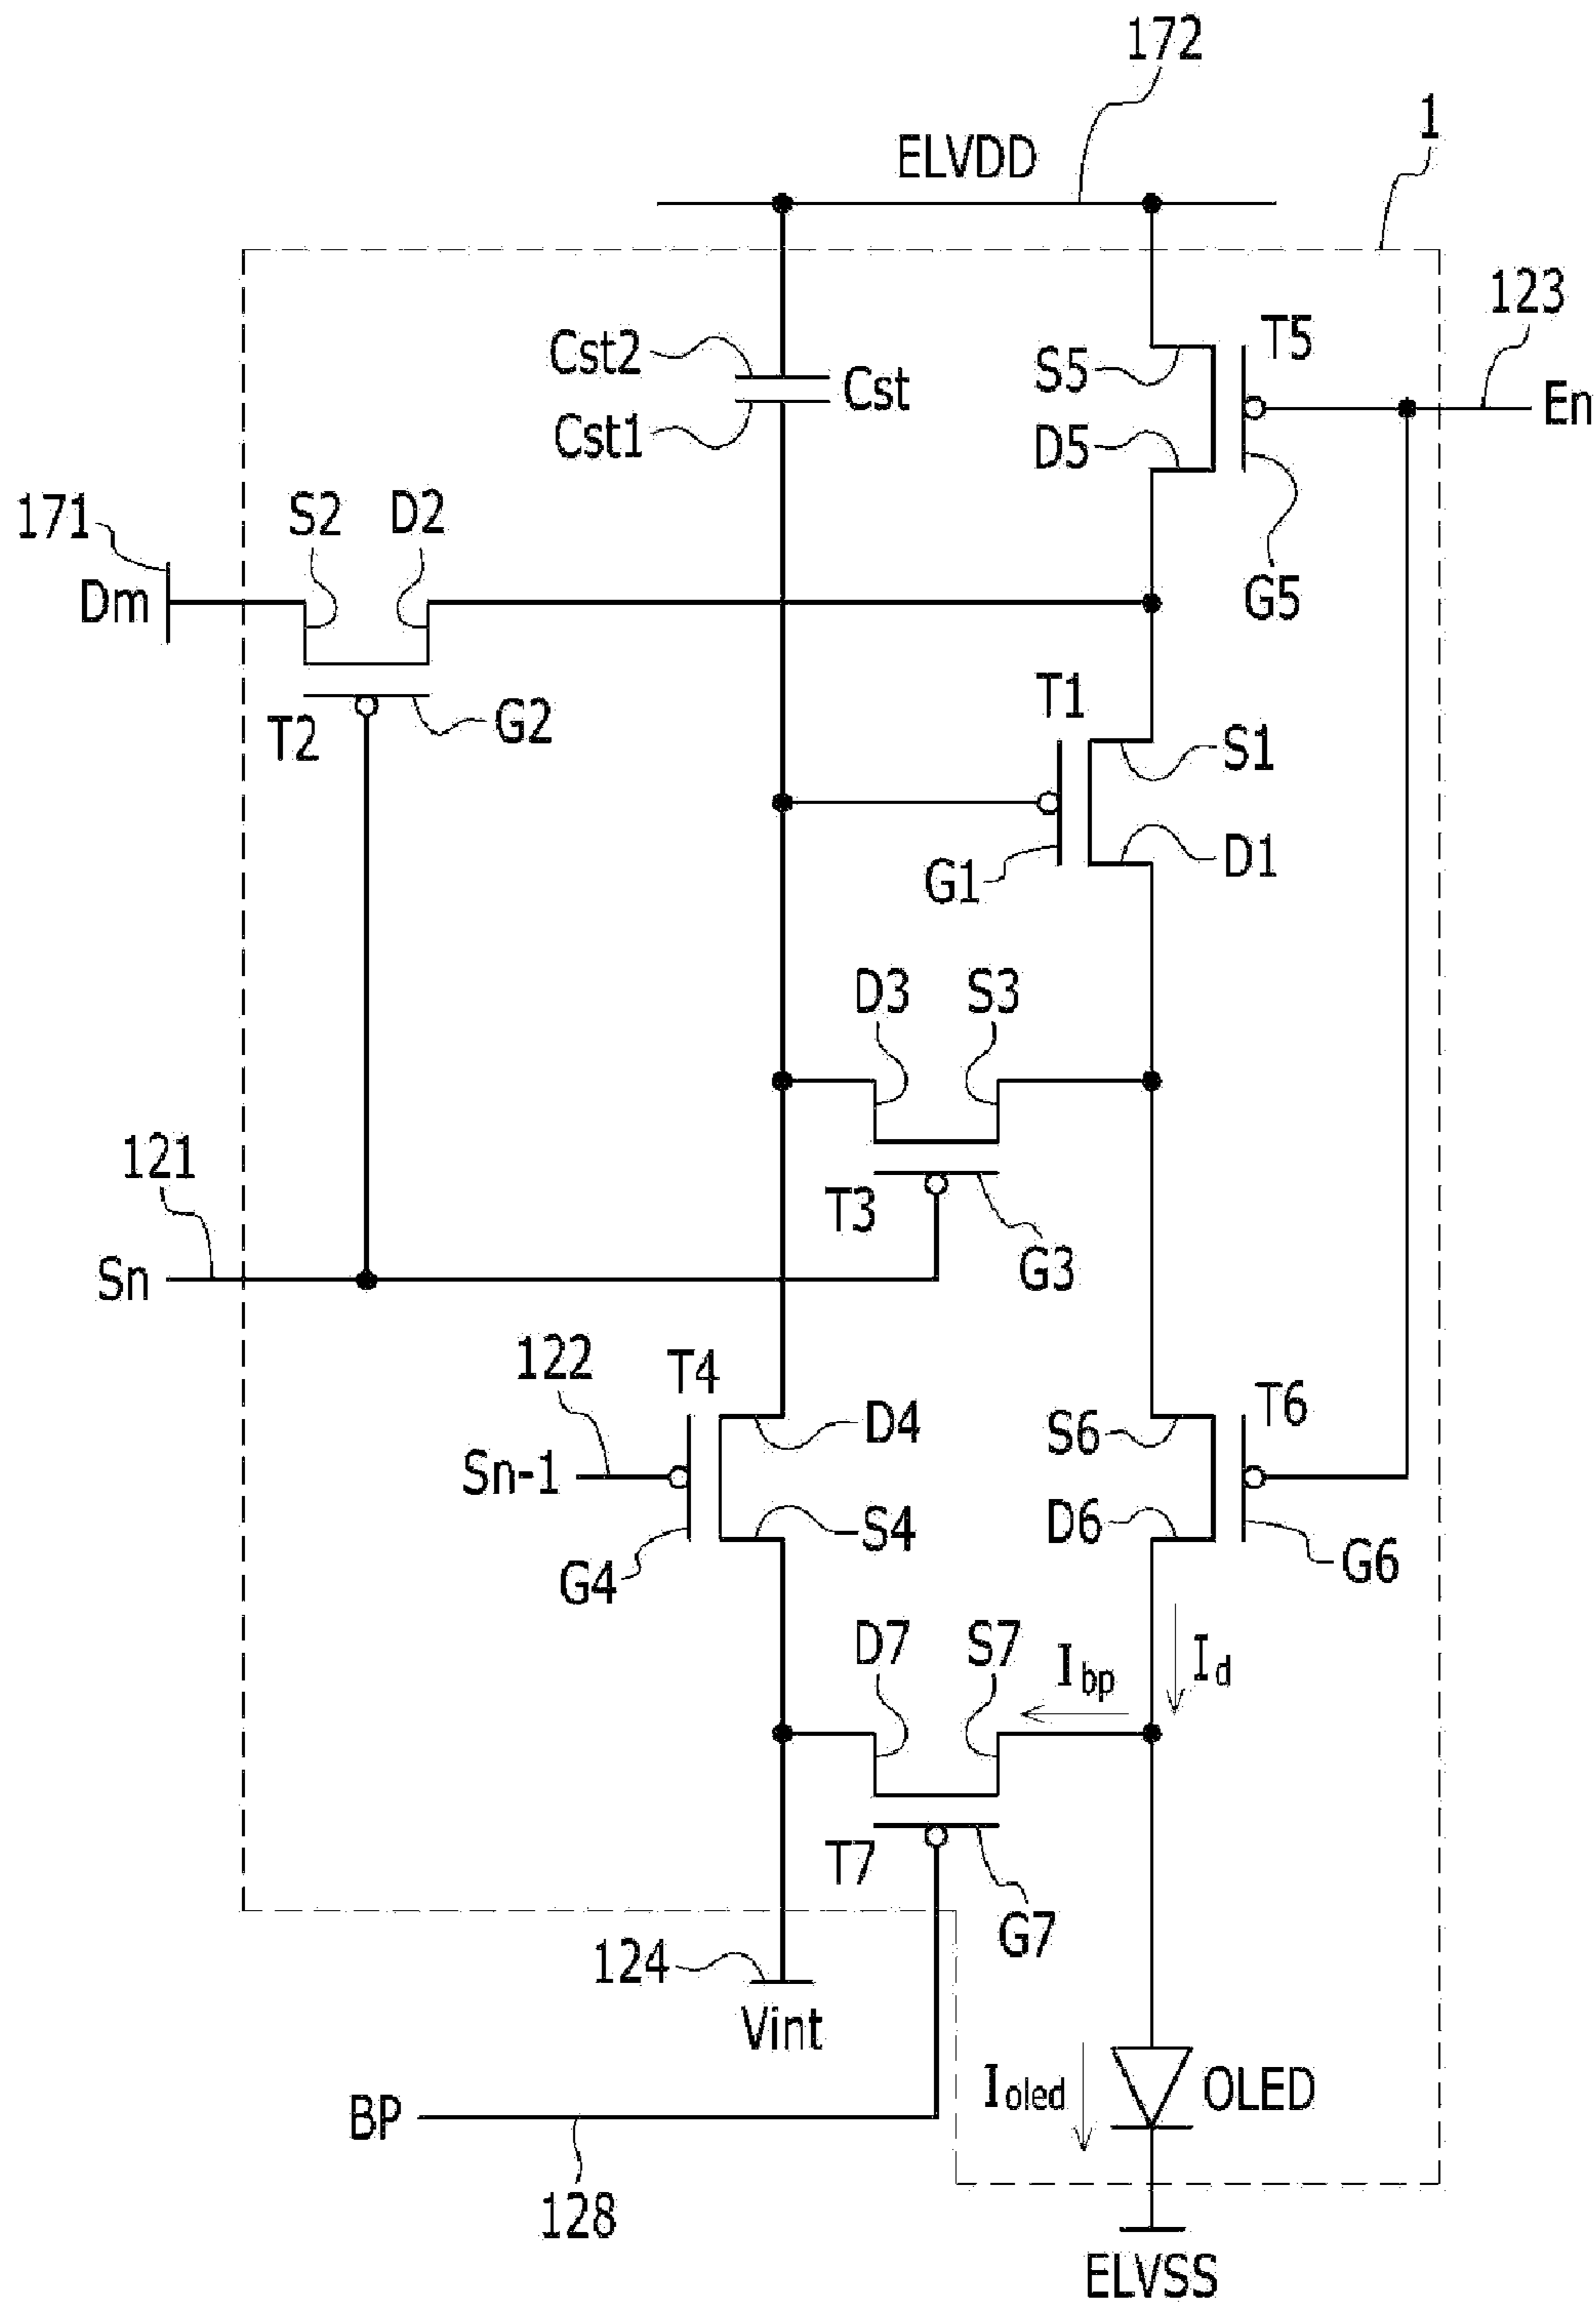 172
1
ELVDD
123
Cst2
Cst
Cst1
S5
T5
D5
En
171
S2
D2
Dm
G5
T1
T2
G2
S1
G1
D1
D3
S3
121
T3
Sn
G3
122
T4
D4
S6
T6
Sn-1
S4
D6
G4
G6
D7
S7
Ibp
Id
T7
G7
124
Vint
Ioled
OLED
BP
128
ELVSS